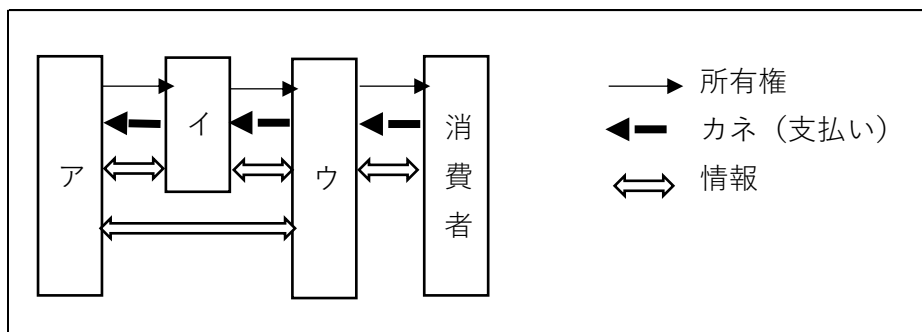 ア
イ
ウ
消費者
所有権
カネ（支払い）
情報